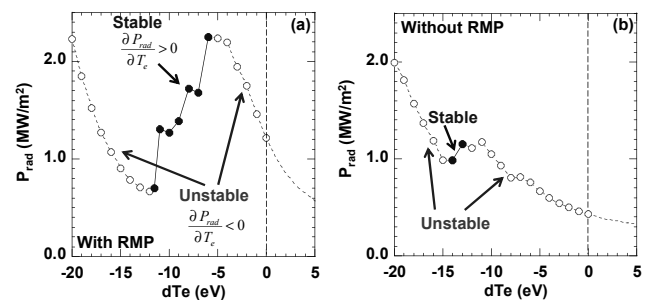 (a)
Stable
∂P_rad/∂T_e > 0
Unstable
∂P_rad/∂T_e < 0
With RMP
P_rad (MW/m²)
2.0
1.0
0.0
-20 -15 -10 -5 0 5
dTe (eV)
Without RMP (b)
Stable
Unstable
P_rad (MW/m²)
2.0
1.0
0.0
-20 -15 -10 -5 0 5
dTe (eV)